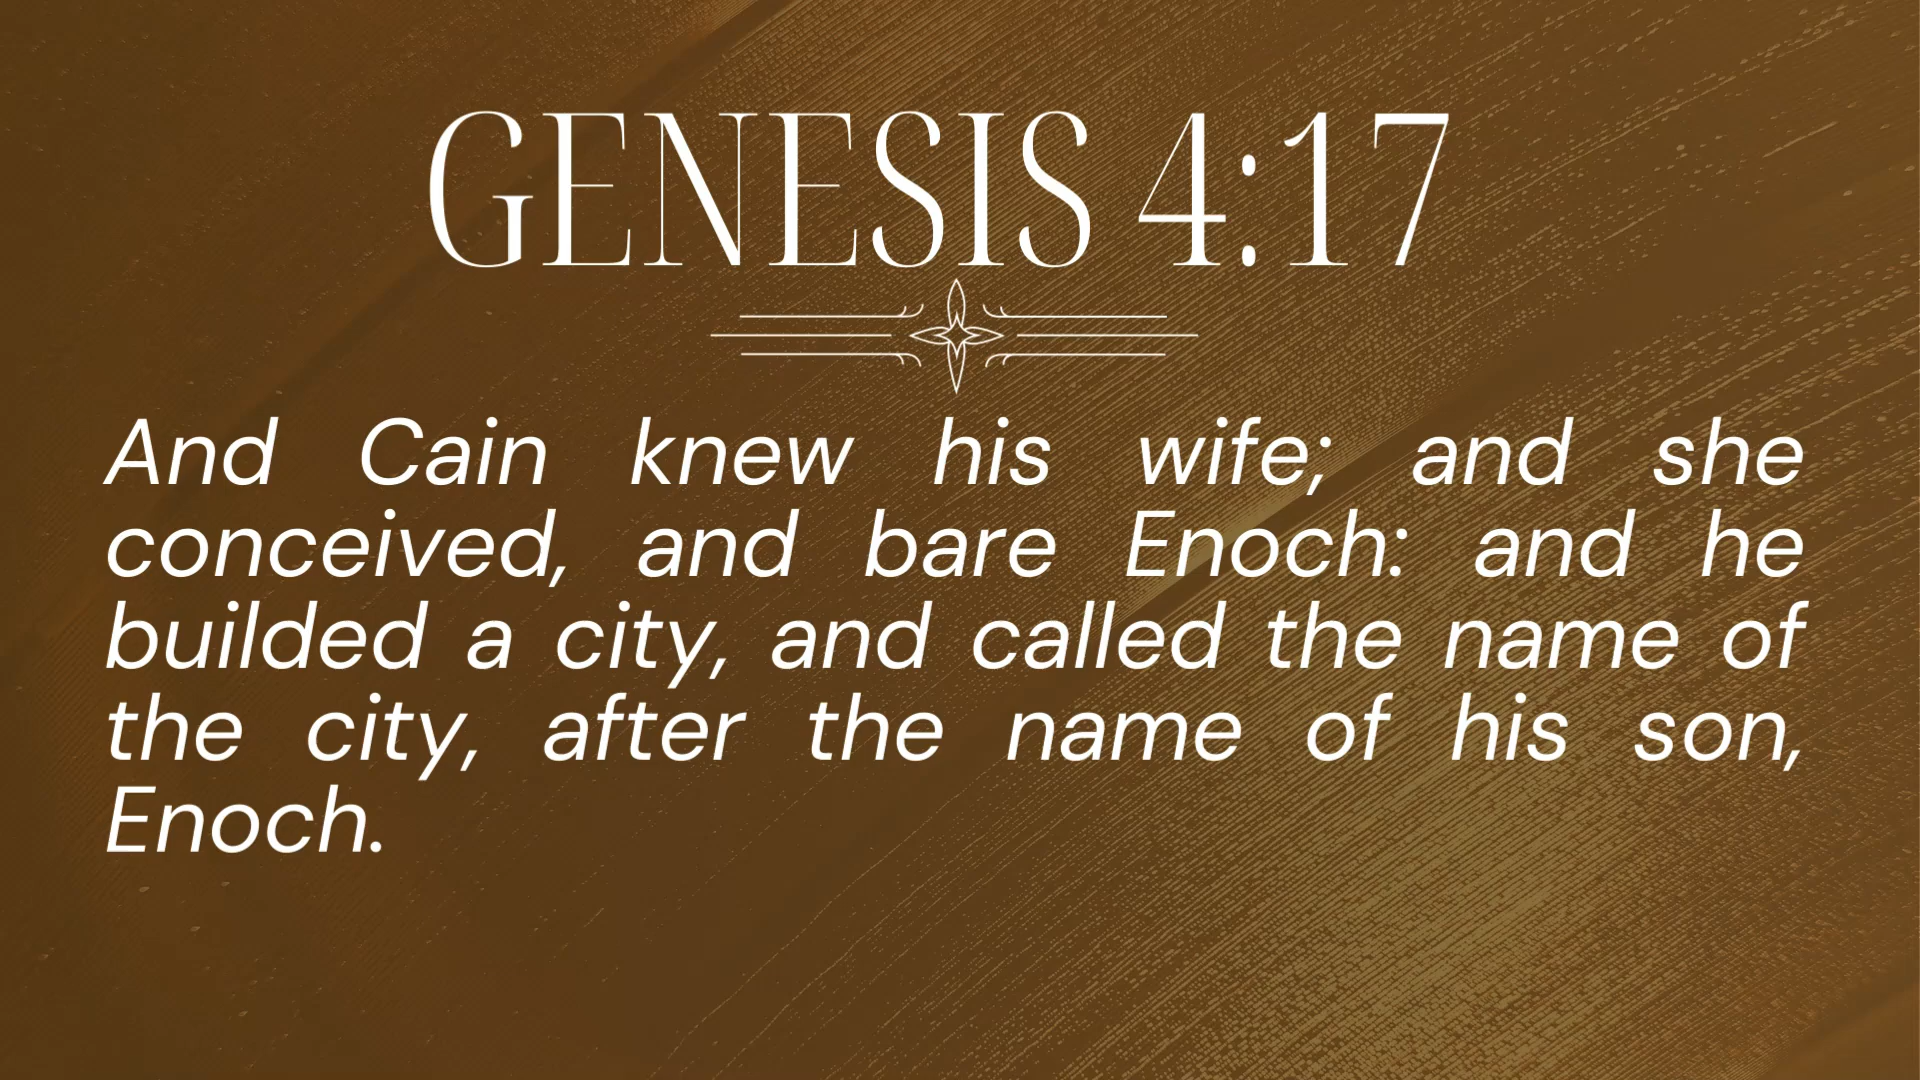 GENESIS 4:17
And Cain knew his wife; and she
conceived, and bare Enoch: and he
builded a city, and called the name of
the city, after the name of his son,
Enoch.